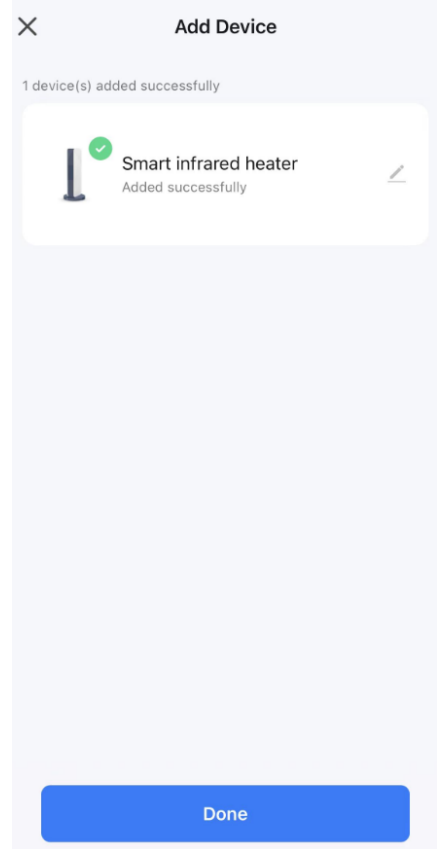 Add Device
1 device(s) added successfully
Smart infrared heater
Added successfully
Done